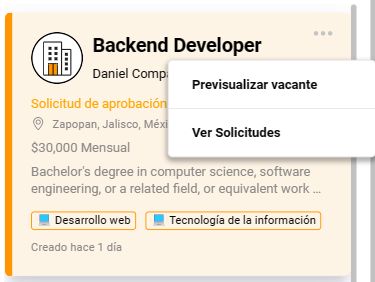 Backend Developer
Daniel
Solicitud de aprobación
Zapopan, Jalisco,
$30,000 Mensual
Bachelor's degree in computer science, software
engineering, or a related field, or equivalent work ...
Desarrollo web
Tecnología de la información
Creado hace 1 día
Previsualizar vacante
Ver Solicitudes